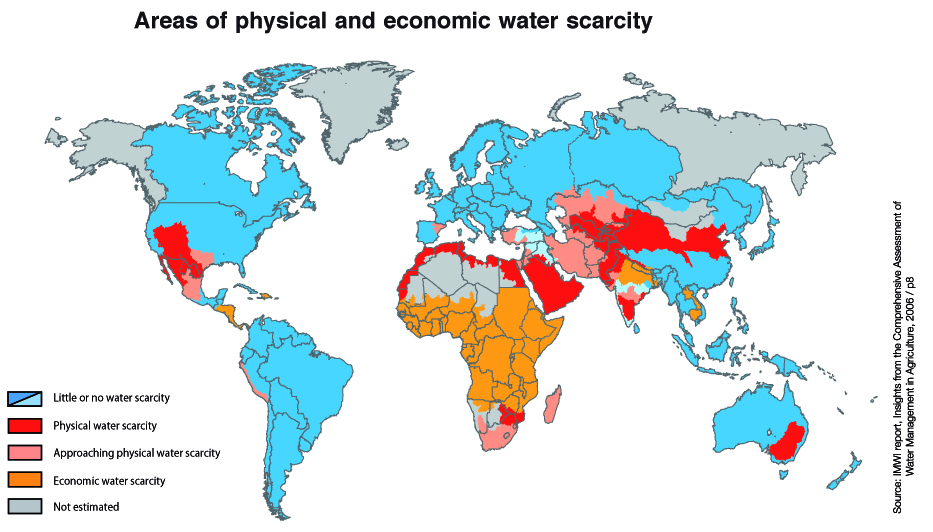 Areas of physical and economic water scarcity
Little or no water scarcity
Physical water scarcity
Approaching physical water scarcity
Economic water scarcity
Not estimated
Source: IMWI report, Insights from the Comprehensive Assessment of
Water Management in Agriculture, 2006 / p8